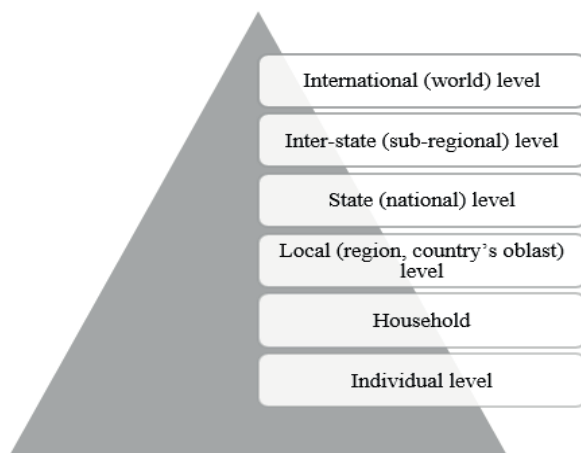 International (world) level
Inter-state (sub-regional) level
State (national) level
Local (region, country’s oblast)
level
Household
Individual level